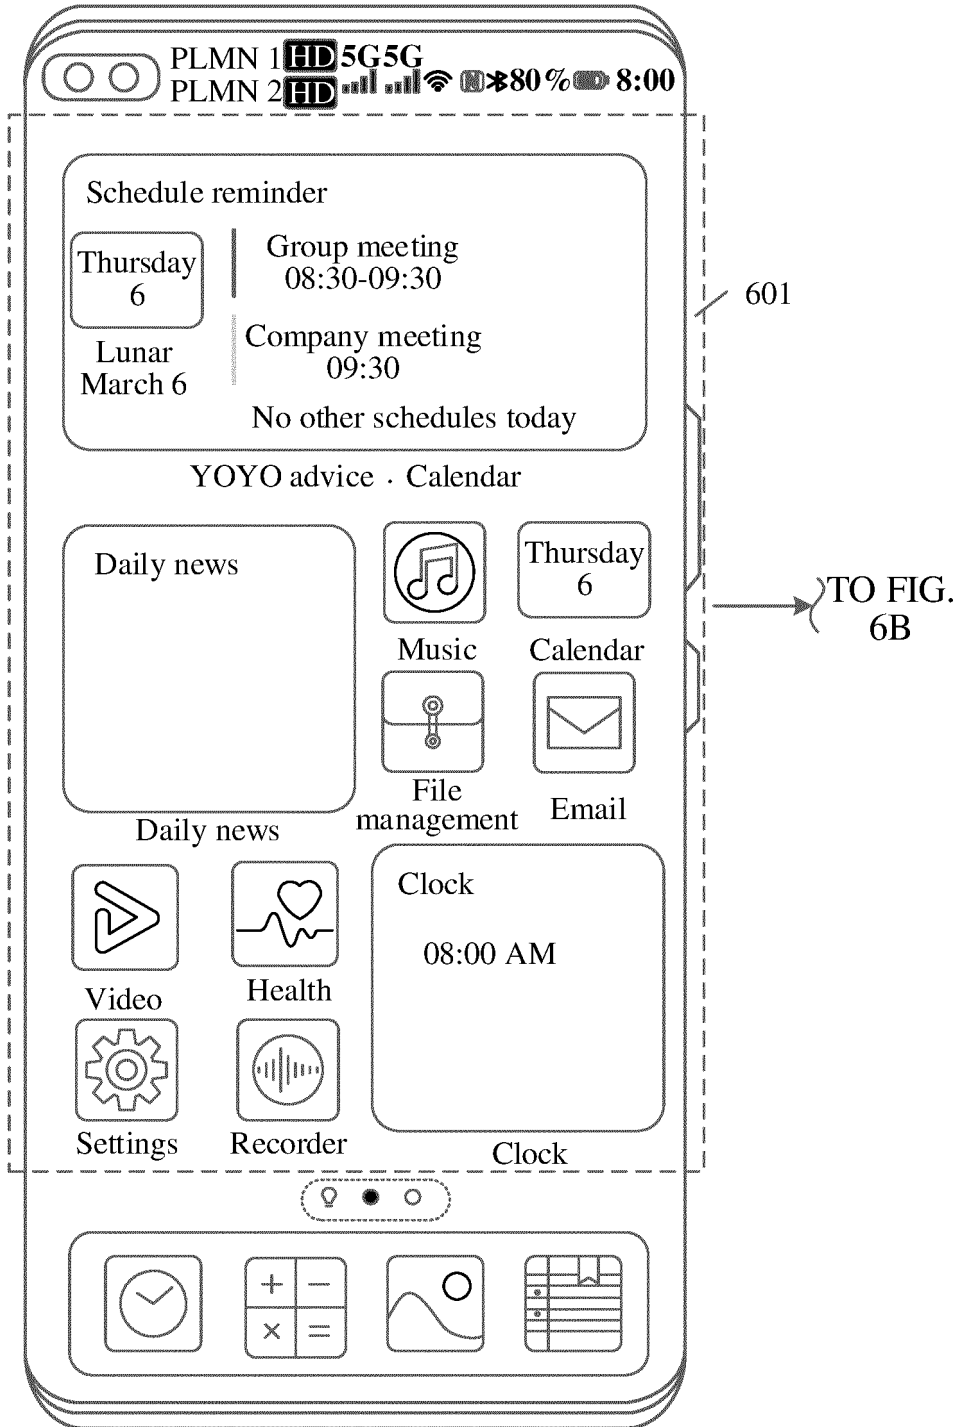 PLMN 1 HD 5G 5G
PLMN 2 HD N 80% 8:00
Schedule reminder
Thursday
6
Lunar
March 6
Group meeting
08:30-09:30
Company meeting
09:30
No other schedules today
YOYO advice · Calendar
601
Daily news
Daily news
Music
Thursday
6
Calendar
File
management
Email
TO FIG.
6B
Video
Health
Settings
Recorder
Clock
08:00 AM
Clock